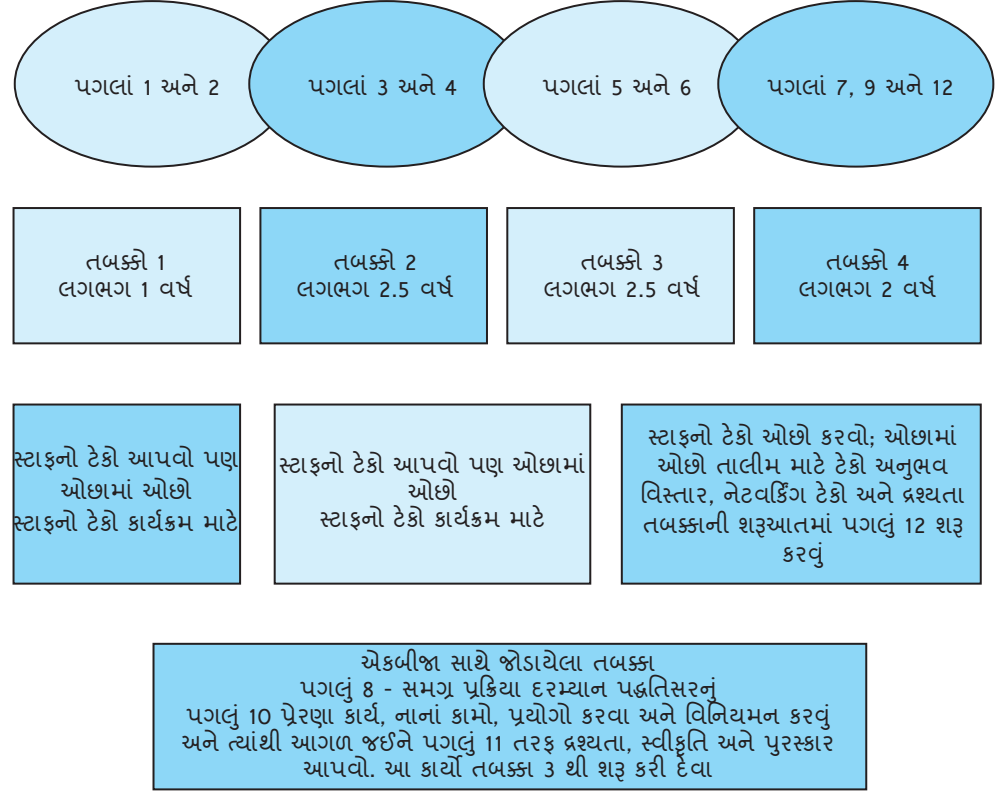 પગલાં 1 અને 2
પગલાં 3 અને 4
પગલાં 5 અને 6
પગલાં 7, 9 અને 12
તબક્કો 1
લગભગ 1 વર્ષ
તબક્કો 2
લગભગ 2.5 વર્ષ
તબક્કો 3
લગભગ 2.5 વર્ષ
તબક્કો 4
લગભગ 2 વર્ષ
સ્ટાફનો ટેકો આપવો પણ
ઓછામાં ઓછો
સ્ટાફનો ટેકો કાર્યક્રમ માટે
સ્ટાફનો ટેકો આપવો પણ ઓછામાં
ઓછો
સ્ટાફનો ટેકો કાર્યક્રમ માટે
સ્ટાફનો ટેકો ઓછો કરવો; ઓછામાં
ઓછો તાલીમ માટે ટેકો અનુભવ
વિસ્તાર, નેટવર્કિંગ ટેકો અને દ્રશ્યતા
તબક્કાની શરૂઆતમાં પગલું 12 શરૂ
કરવું
એકબીજા સાથે જોડાયેલા તબક્કા
પગલું 8 - સમગ્ર પ્રક્રિયા દરમ્યાન પદ્ધતિસરનું
પગલું 10 પ્રેરણા કાર્ય, નાનાં કામો, પ્રયોગો કરવા અને વિનિયમન કરવું
અને ત્યાંથી આગળ જઈને પગલું 11 તરફ દ્રશ્યતા, સ્વીકૃતિ અને પુરસ્કાર
આપવો. આ કાર્યો તબક્કા 3 થી શરૂ કરી દેવા